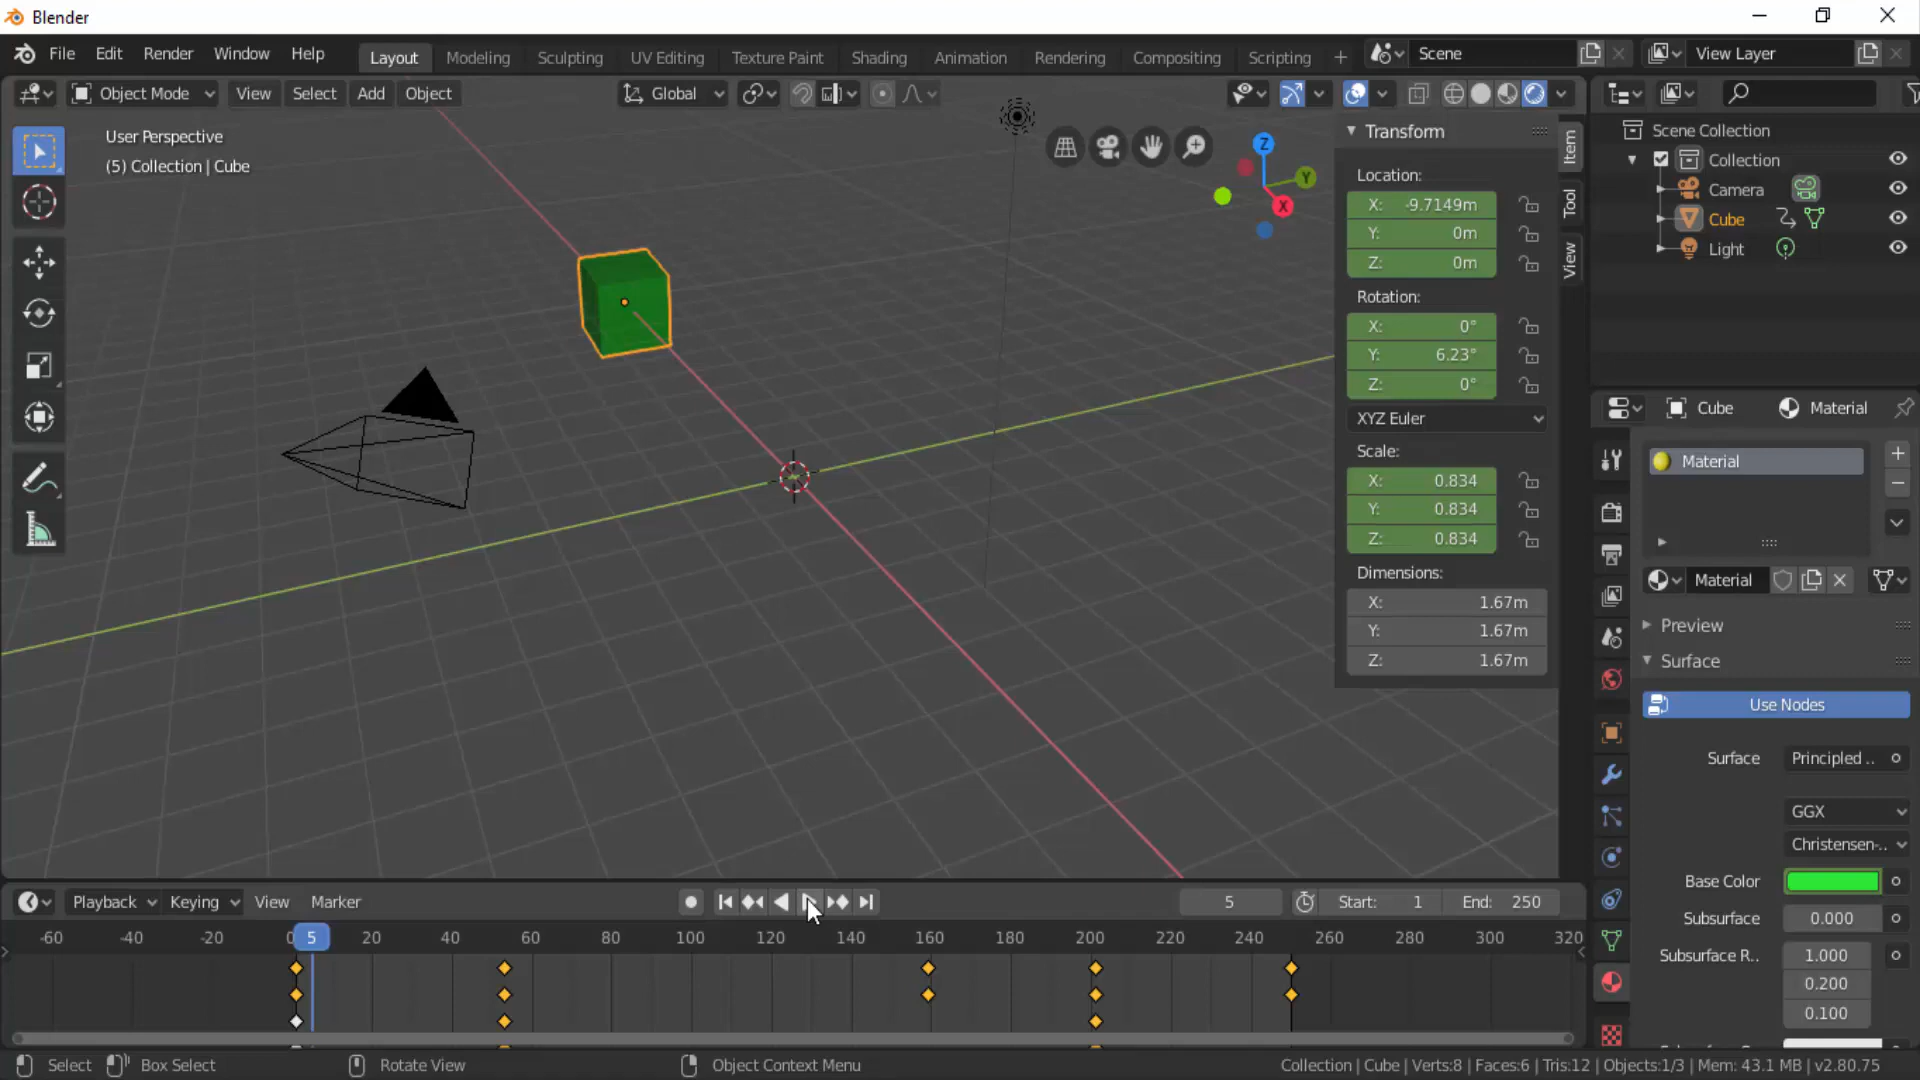 Blender
File Edit Render Window Help Layout Modeling Sculpting UV Editing Texture Paint Shading Animation Rendering Compositing Scripting + Scene View Layer
Object Mode View Select Add Object Global
User Perspective
(5) Collection | Cube
Z
Y
X
Transform
Location:
X: -9.7149m
Y: 0m
Z: 0m
Rotation:
X: 0°
Y: 6.23°
Z: 0°
XYZ Euler
Scale:
X: 0.834
Y: 0.834
Z: 0.834
Dimensions:
X: 1.67m
Y: 1.67m
Z: 1.67m
Item
Tool
View
Scene Collection
Collection
Camera
Cube
Light
Cube Material
Material
Material
Preview
Surface
Use Nodes
Surface Principled ..
GGX
Christensen-..
Base Color
Subsurface 0.000
Subsurface R.. 1.000
0.200
0.100
Playback Keying View Marker 5 Start: 1 End: 250
-60 -40 -20 0 5 20 40 60 80 100 120 140 160 180 200 220 240 260 280 300 320
Select Box Select Rotate View Object Context Menu Collection | Cube | Verts:8 | Faces:6 | Tris:12 | Objects:1/3 | Mem: 43.1 MB | v2.80.75